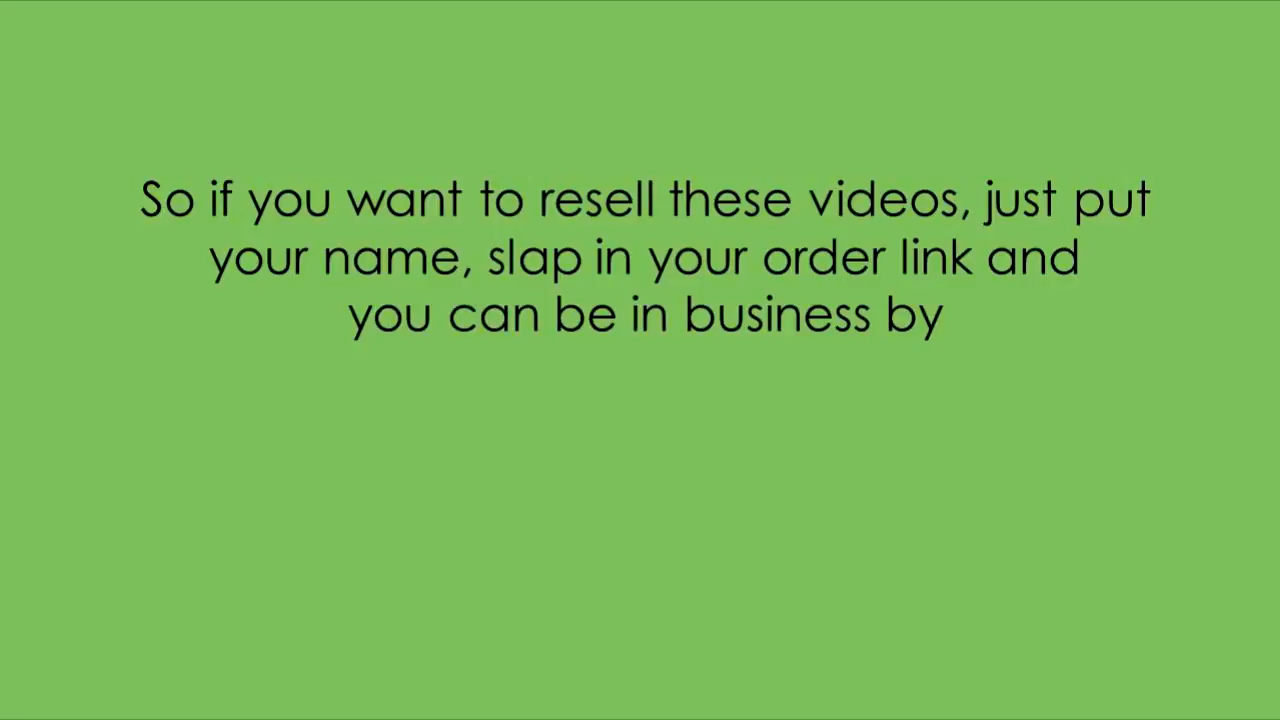 So if you want to resell these videos, just put
your name, slap in your order link and
you can be in business by